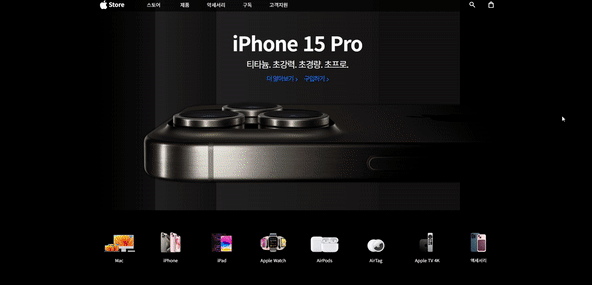 Store 스토어 제품 악세서리 구독 고객지원
iPhone 15 Pro
티타늄. 초강력. 초경량. 초프로.
더 알아보기 > 구입하기 >
Mac iPhone iPad Apple Watch AirPods AirTag Apple TV 4K 액세서리